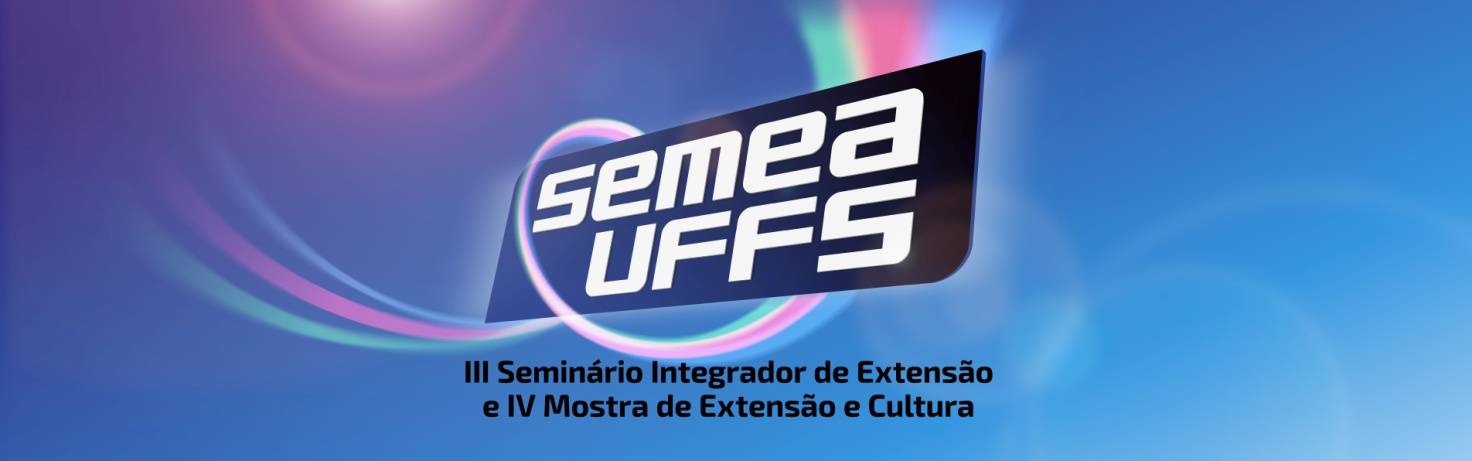 semea
UFFS
III Seminário Integrador de Extensão
e IV Mostra de Extensão e Cultura